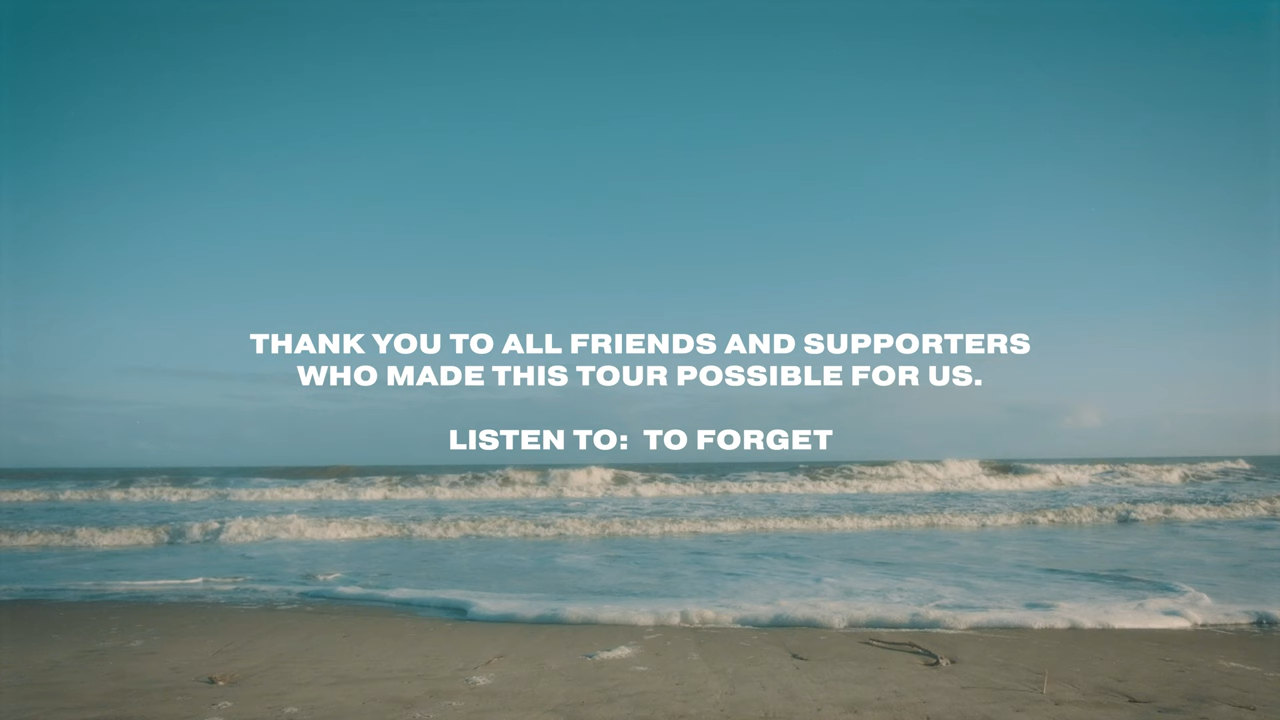 THANK YOU TO ALL FRIENDS AND SUPPORTERS
WHO MADE THIS TOUR POSSIBLE FOR US.
LISTEN TO:  TO FORGET